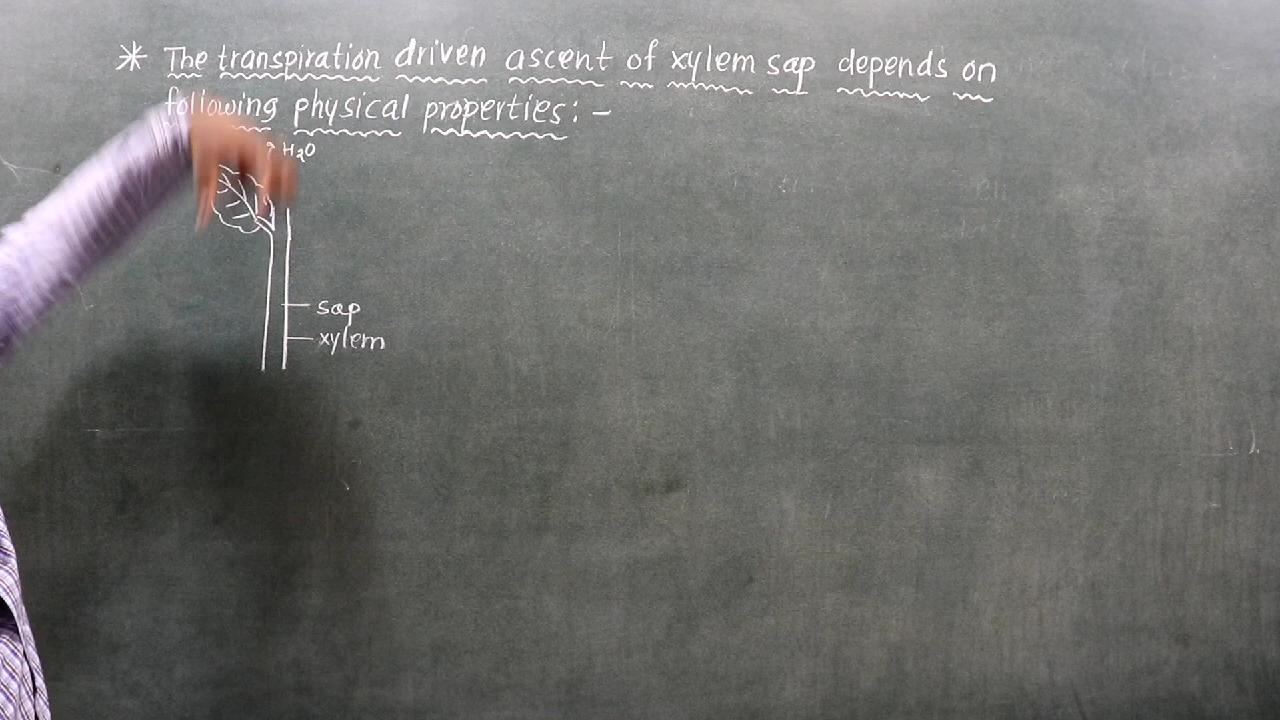 * The transpiration driven ascent of xylem sap depends on
following physical properties: -
H₂O
sap
xylem